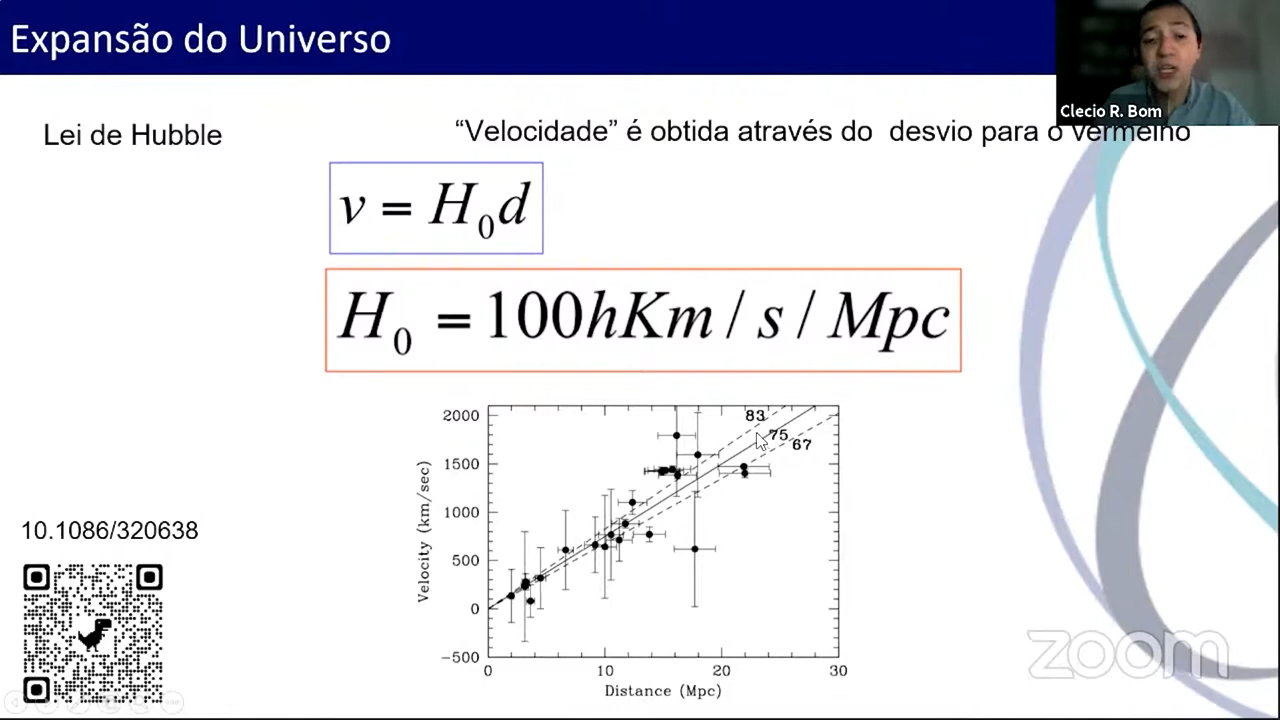 Expansão do Universo
Clecio R. Bom
Lei de Hubble
“Velocidade” é obtida através do desvio para o vermelho
v = H₀d
H₀ = 100hKm / s / Mpc
83
75
67
2000
1500
1000
500
0
−500
Velocity (km/sec)
0 10 20 30
Distance (Mpc)
10.1086/320638
zoom